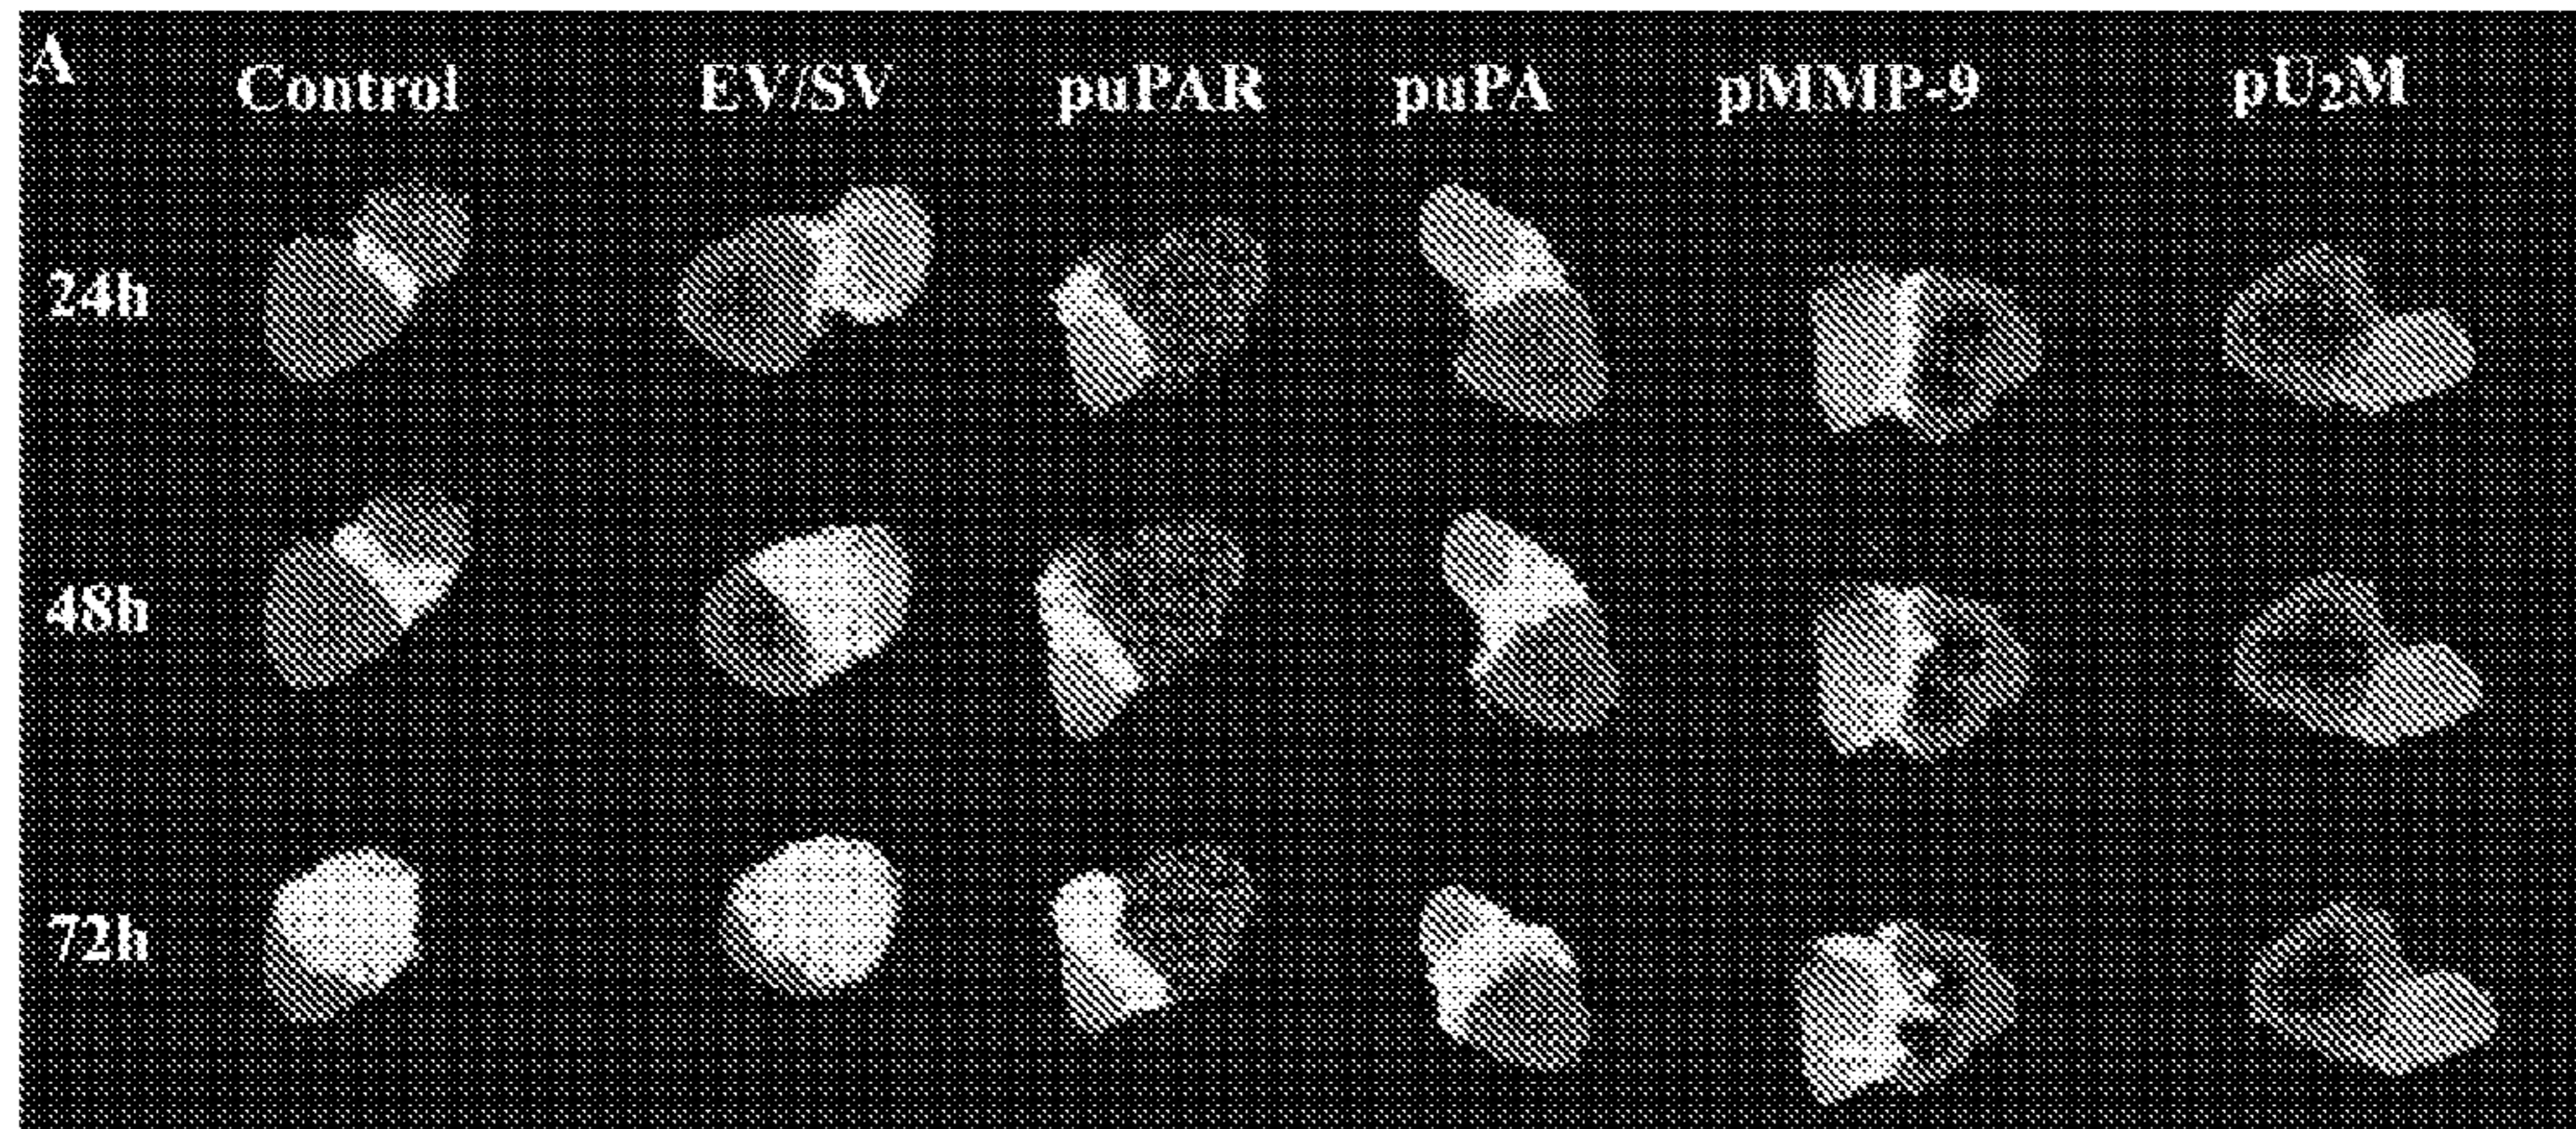 A
Control EV/SV puPAR puPA pMMP-9 pU₂M
24h
48h
72h